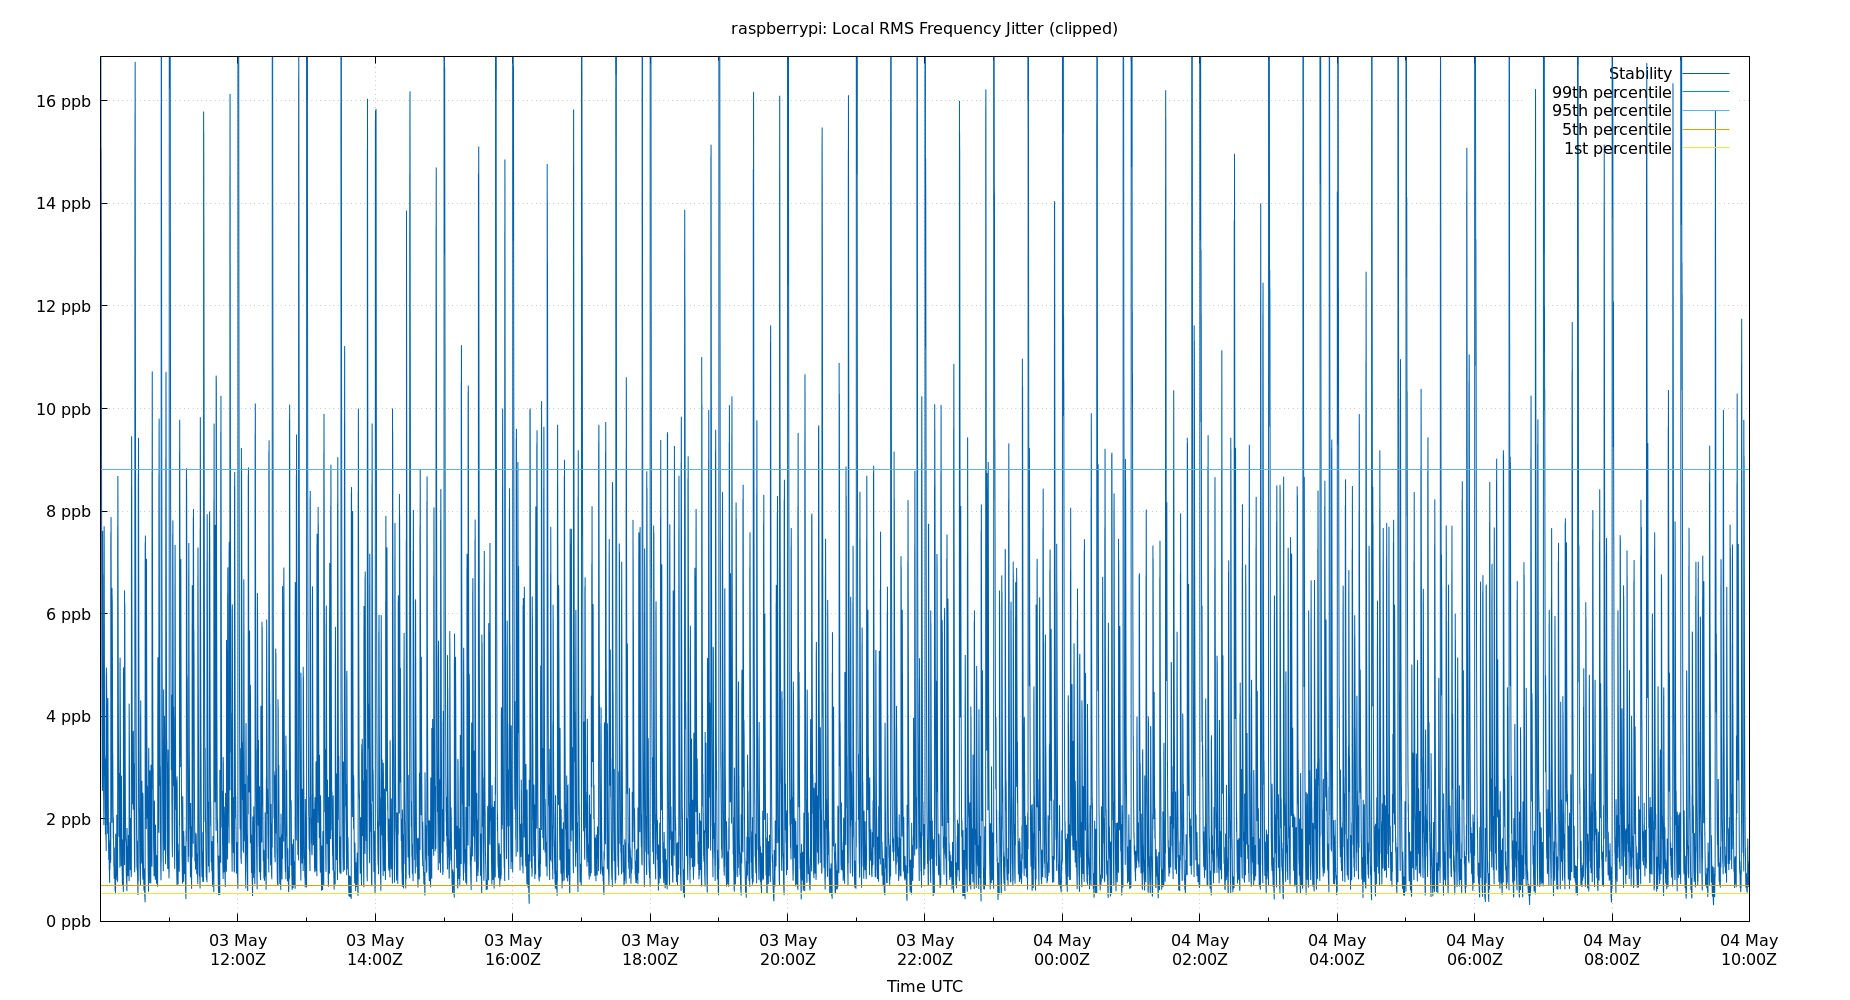 raspberrypi: Local RMS Frequency Jitter (clipped)
Stability
99th percentile
95th percentile
5th percentile
1st percentile
16 ppb
14 ppb
12 ppb
10 ppb
8 ppb
6 ppb
4 ppb
2 ppb
0 ppb
03 May 03 May 03 May 03 May 03 May 03 May 04 May 04 May 04 May 04 May 04 May 04 May
12:00Z 14:00Z 16:00Z 18:00Z 20:00Z 22:00Z 00:00Z 02:00Z 04:00Z 06:00Z 08:00Z 10:00Z
Time UTC